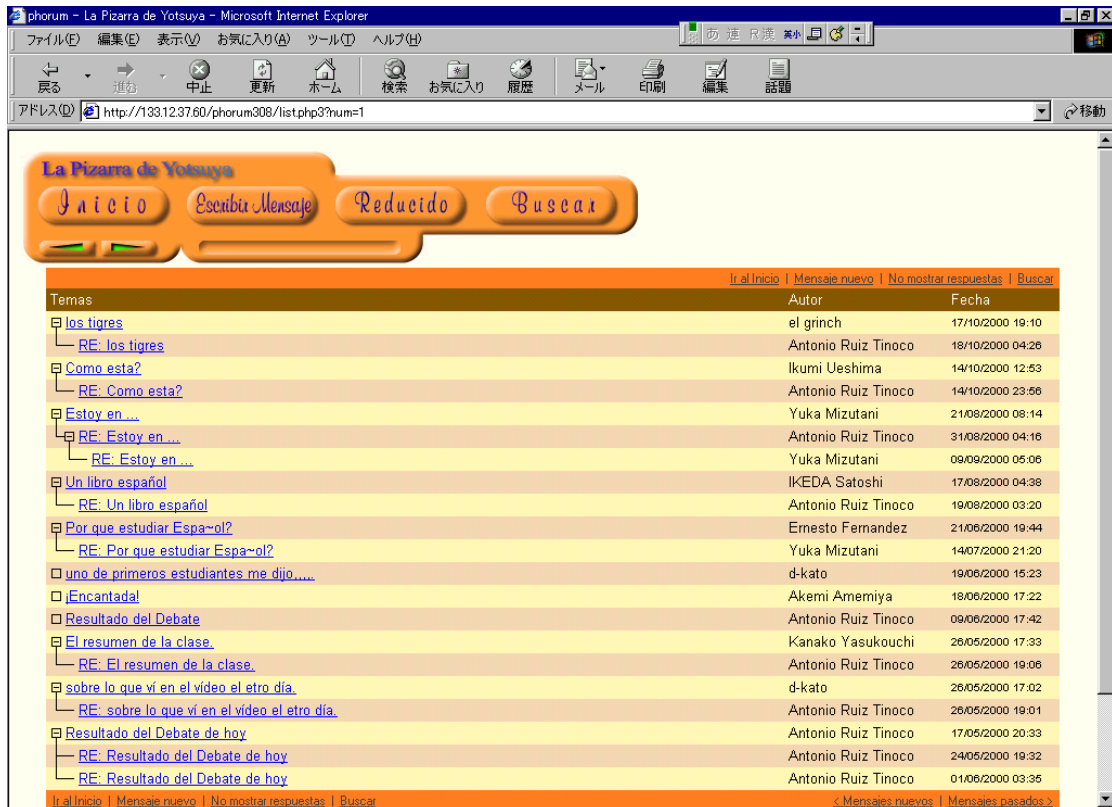 phorum - La Pizarra de Yotsuya - Microsoft Internet Explorer
ファイル(F) 編集(E) 表示(V) お気に入り(A) ツール(T) ヘルプ(H)
あ 連 R漢 英小
戻る 進む 中止 更新 ホーム 検索 お気に入り 履歴 メール 印刷 編集 話題
アドレス(D) http://133.12.37.60/phorum308/list.php3?num=1 移動
La Pizarra de Yotsuya
Inicio Escribir Mensaje Reducido Buscar
Ir al Inicio | Mensaje nuevo | No mostrar respuestas | Buscar
Temas Autor Fecha
los tigres el grinch 17/10/2000 19:10
RE: los tigres Antonio Ruiz Tinoco 18/10/2000 04:26
Como esta? Ikumi Ueshima 14/10/2000 12:53
RE: Como esta? Antonio Ruiz Tinoco 14/10/2000 23:56
Estoy en ... Yuka Mizutani 21/08/2000 08:14
RE: Estoy en ... Antonio Ruiz Tinoco 31/08/2000 04:16
RE: Estoy en ... Yuka Mizutani 09/09/2000 05:06
Un libro español IKEDA Satoshi 17/08/2000 04:38
RE: Un libro español Antonio Ruiz Tinoco 19/08/2000 03:20
Por que estudiar Espa~ol? Ernesto Fernandez 21/06/2000 19:44
RE: Por que estudiar Espa~ol? Yuka Mizutani 14/07/2000 21:20
uno de primeros estudiantes me dijo,.... d-kato 19/06/2000 15:23
¡Encantada! Akemi Amemiya 18/06/2000 17:22
Resultado del Debate Antonio Ruiz Tinoco 09/06/2000 17:42
El resumen de la clase. Kanako Yasukouchi 26/05/2000 17:33
RE: El resumen de la clase. Antonio Ruiz Tinoco 26/05/2000 19:06
sobre lo que ví en el vídeo el etro día. d-kato 26/05/2000 17:02
RE: sobre lo que ví en el vídeo el etro día. Antonio Ruiz Tinoco 26/05/2000 19:01
Resultado del Debate de hoy Antonio Ruiz Tinoco 17/05/2000 20:33
RE: Resultado del Debate de hoy Antonio Ruiz Tinoco 24/05/2000 19:32
RE: Resultado del Debate de hoy Antonio Ruiz Tinoco 01/06/2000 03:35
Ir al Inicio | Mensaje nuevo | No mostrar respuestas | Buscar < Mensajes nuevos | Mensajes pasados >